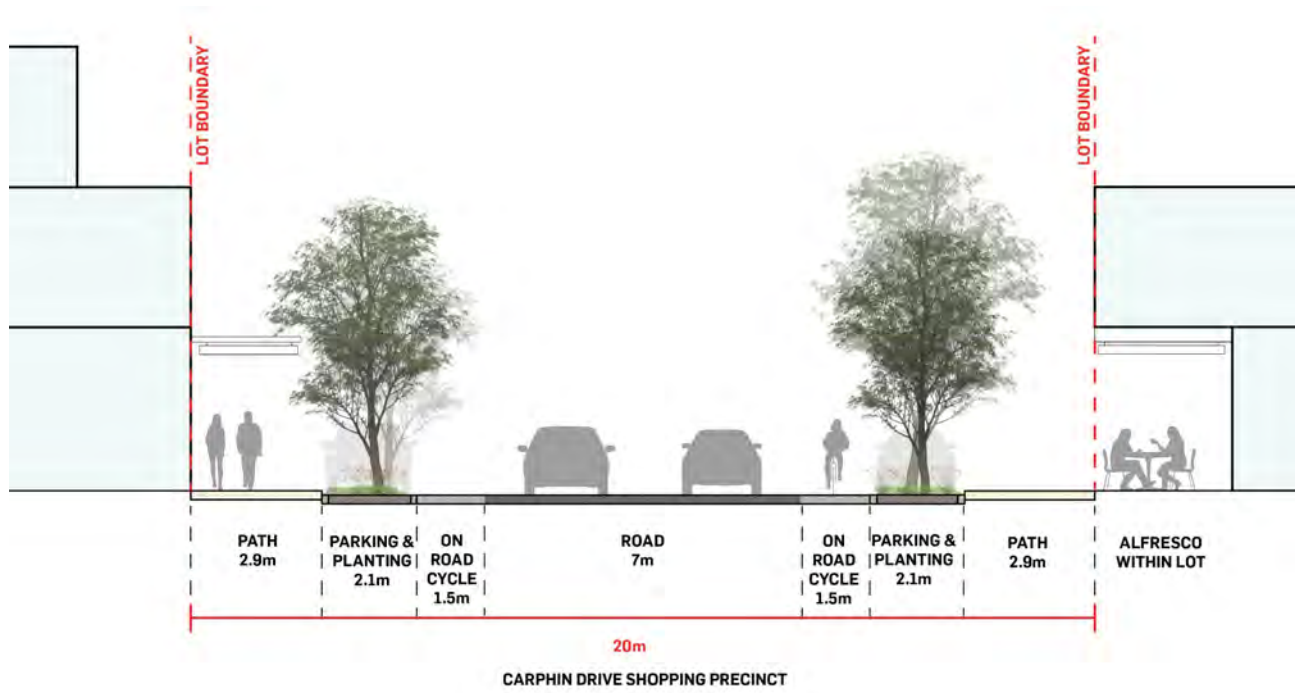 LOT BOUNDARY
LOT BOUNDARY
PATH
2.9m
PARKING &
PLANTING
2.1m
ON
ROAD
CYCLE
1.5m
ROAD
7m
ON
ROAD
CYCLE
1.5m
PARKING &
PLANTING
2.1m
PATH
2.9m
ALFRESCO
WITHIN LOT
20m
CARPHIN DRIVE SHOPPING PRECINCT